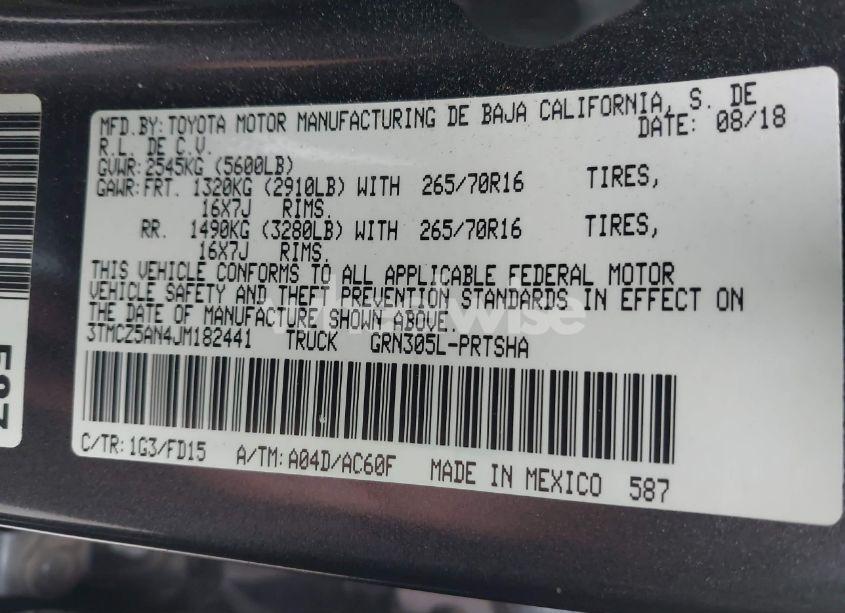 MFD.BY: TOYOTA MOTOR MANUFACTURING DE BAJA CALIFORNIA, S. DE
R.L. DE C.V. DATE: 08/18
GVWR: 2545KG (5600LB)
GAWR: FRT. 1320KG (2910LB) WITH 265/70R16 TIRES,
16X7J RIMS.
RR. 1490KG (3280LB) WITH 265/70R16 TIRES,
16X7J RIMS.
THIS VEHICLE CONFORMS TO ALL APPLICABLE FEDERAL MOTOR
VEHICLE SAFETY AND THEFT PREVENTION STANDARDS IN EFFECT ON
THE DATE OF MANUFACTURE SHOWN ABOVE.
3TMCZ5AN4JM182441 TRUCK GRN305L-PRTSHA
C/TR: 1G3/FD15 A/TM: A04D/AC60F MADE IN MEXICO 587